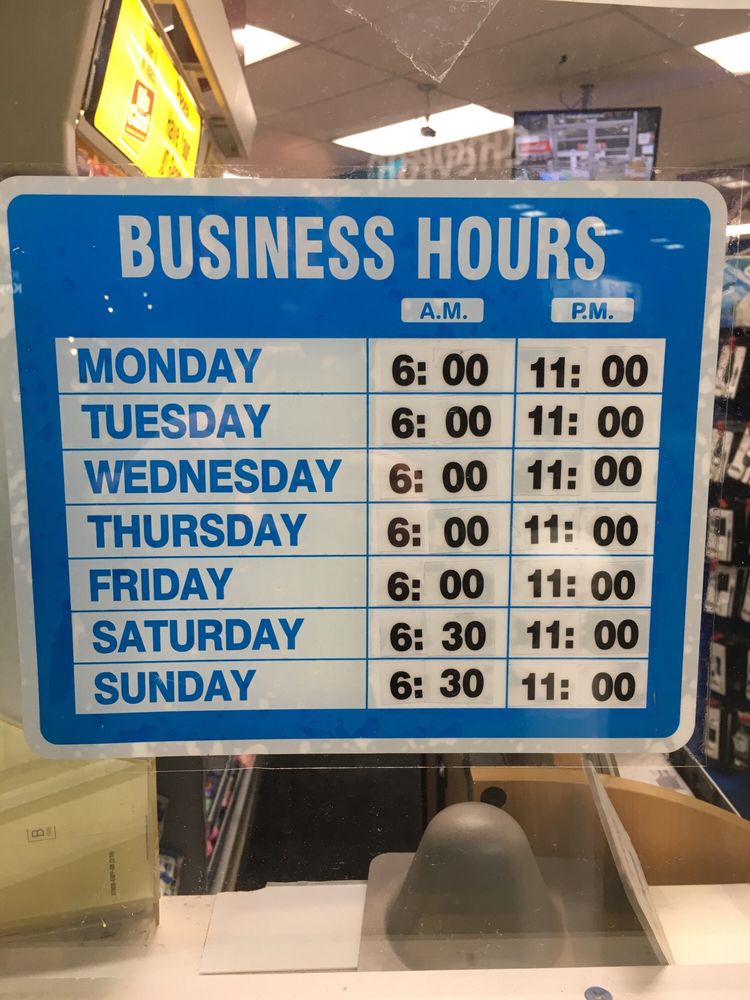 BUSINESS HOURS
A.M. P.M.
MONDAY 6: 00 11: 00
TUESDAY 6: 00 11: 00
WEDNESDAY 6: 00 11: 00
THURSDAY 6: 00 11: 00
FRIDAY 6: 00 11: 00
SATURDAY 6: 30 11: 00
SUNDAY 6: 30 11: 00
B